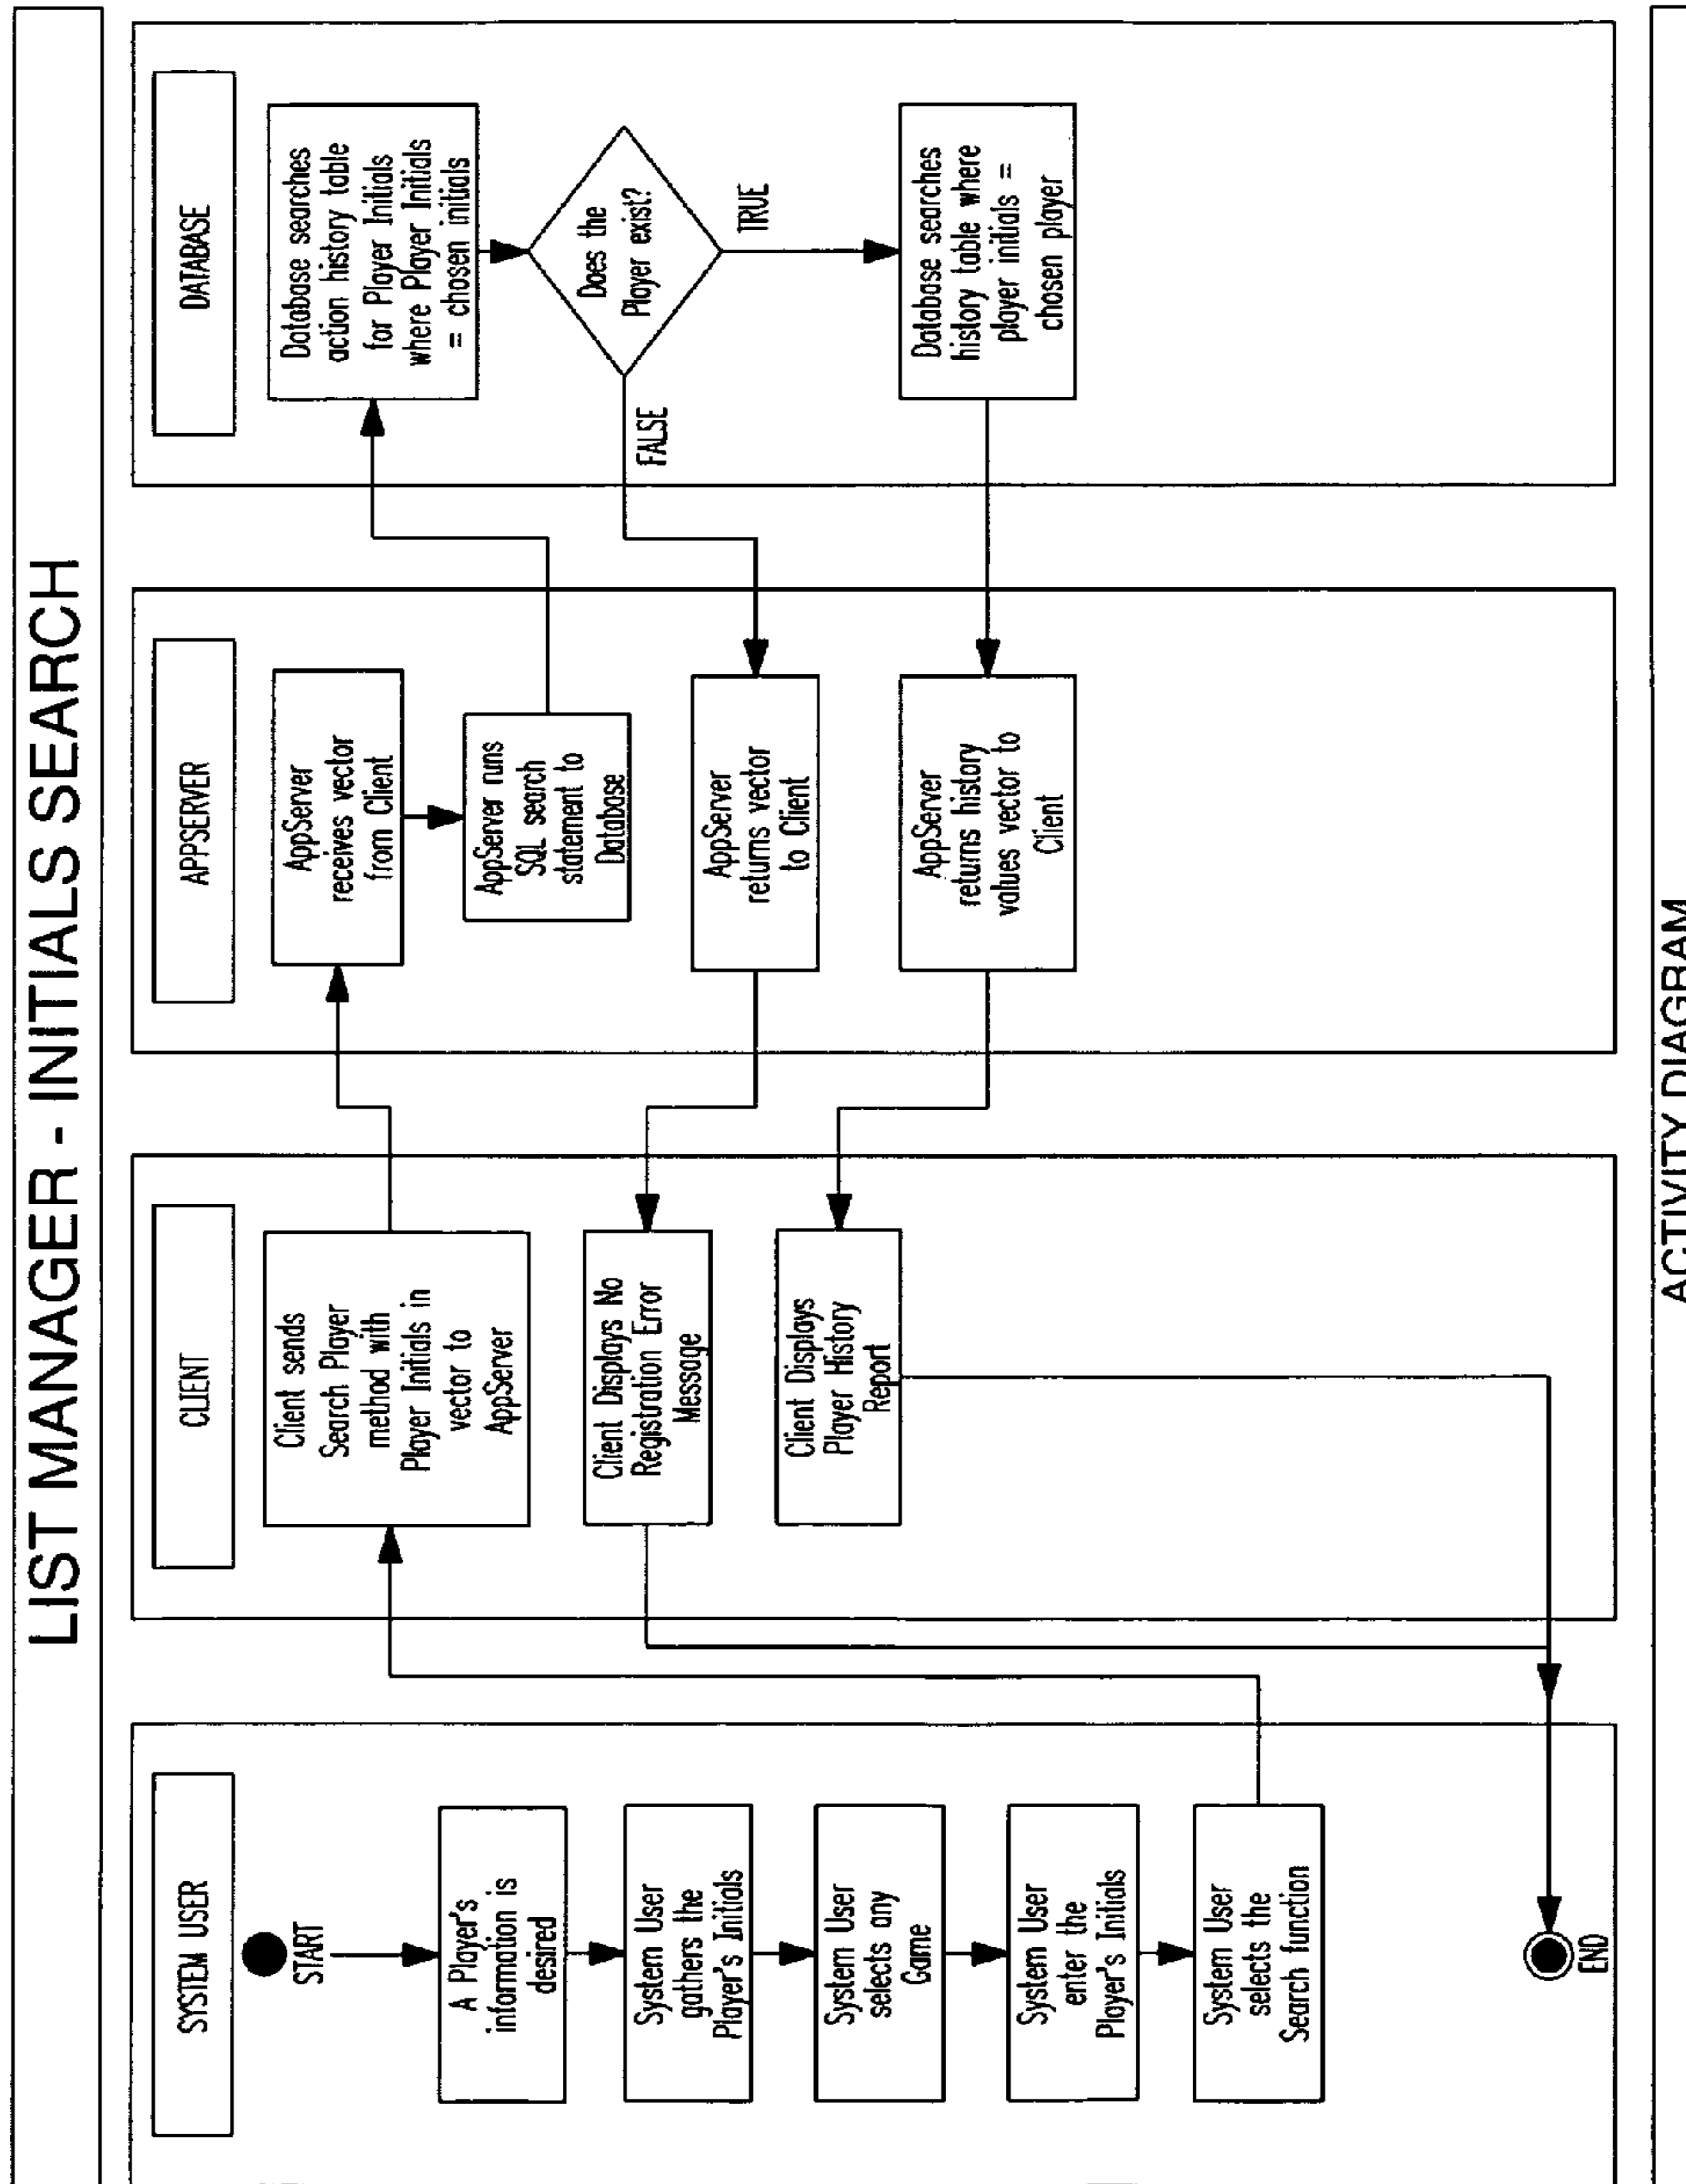 LIST MANAGER - INITIALS SEARCH
SYSTEM USER
START
A Player's
information is
desired
System User
gathers the
Player's Initials
System User
selects any
Game
System User
enter the
Player's Initials
System User
selects the
Search function
END
CLIENT
Client sends
Search Player
method with
Player Initials in
vector to
AppServer
Client Displays No
Registration Error
Message
Client Displays
Player History
Report
APPSERVER
AppServer
receives vector
from Client
AppServer runs
SQL search
statement to
Database
AppServer
returns vector
to Client
AppServer
returns history
values vector to
Client
DATABASE
Database searches
action history table
for Player Initials
where Player Initials
= chosen initials
Does the
Player exist?
FALSE
TRUE
Database searches
history table where
player initials =
chosen player
ACTIVITY DIAGRAM